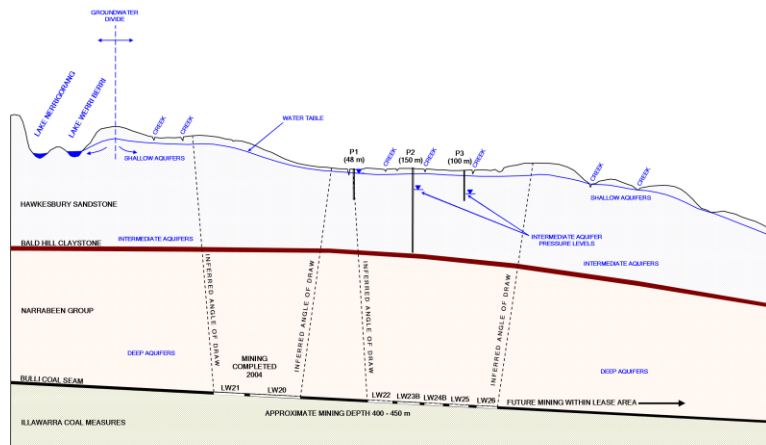 GROUNDWATER
DIVIDE
LAKE NERRIGORANG
LAKE WERRI BERRI
CREEK
CREEK
WATER TABLE
SHALLOW AQUIFERS
P1
(48 m)
CREEK
P2
(150 m)
CREEK
P3
(100 m)
CREEK
CREEK
CREEK
SHALLOW AQUIFERS
HAWKESBURY SANDSTONE
INTERMEDIATE AQUIFER
PRESSURE LEVELS
INTERMEDIATE AQUIFERS
BALD HILL CLAYSTONE
INTERMEDIATE AQUIFERS
INFERRED ANGLE OF DRAW
INFERRED ANGLE OF DRAW
INFERRED ANGLE OF DRAW
INFERRED ANGLE OF DRAW
NARRABEEN GROUP
DEEP AQUIFERS
MINING
COMPLETED
2004
DEEP AQUIFERS
BULLI COAL SEAM
LW21
LW20
LW22
LW23B
LW24B
LW25
LW26
FUTURE MINING WITHIN LEASE AREA
APPROXIMATE MINING DEPTH 400 - 450 m
ILLAWARRA COAL MEASURES